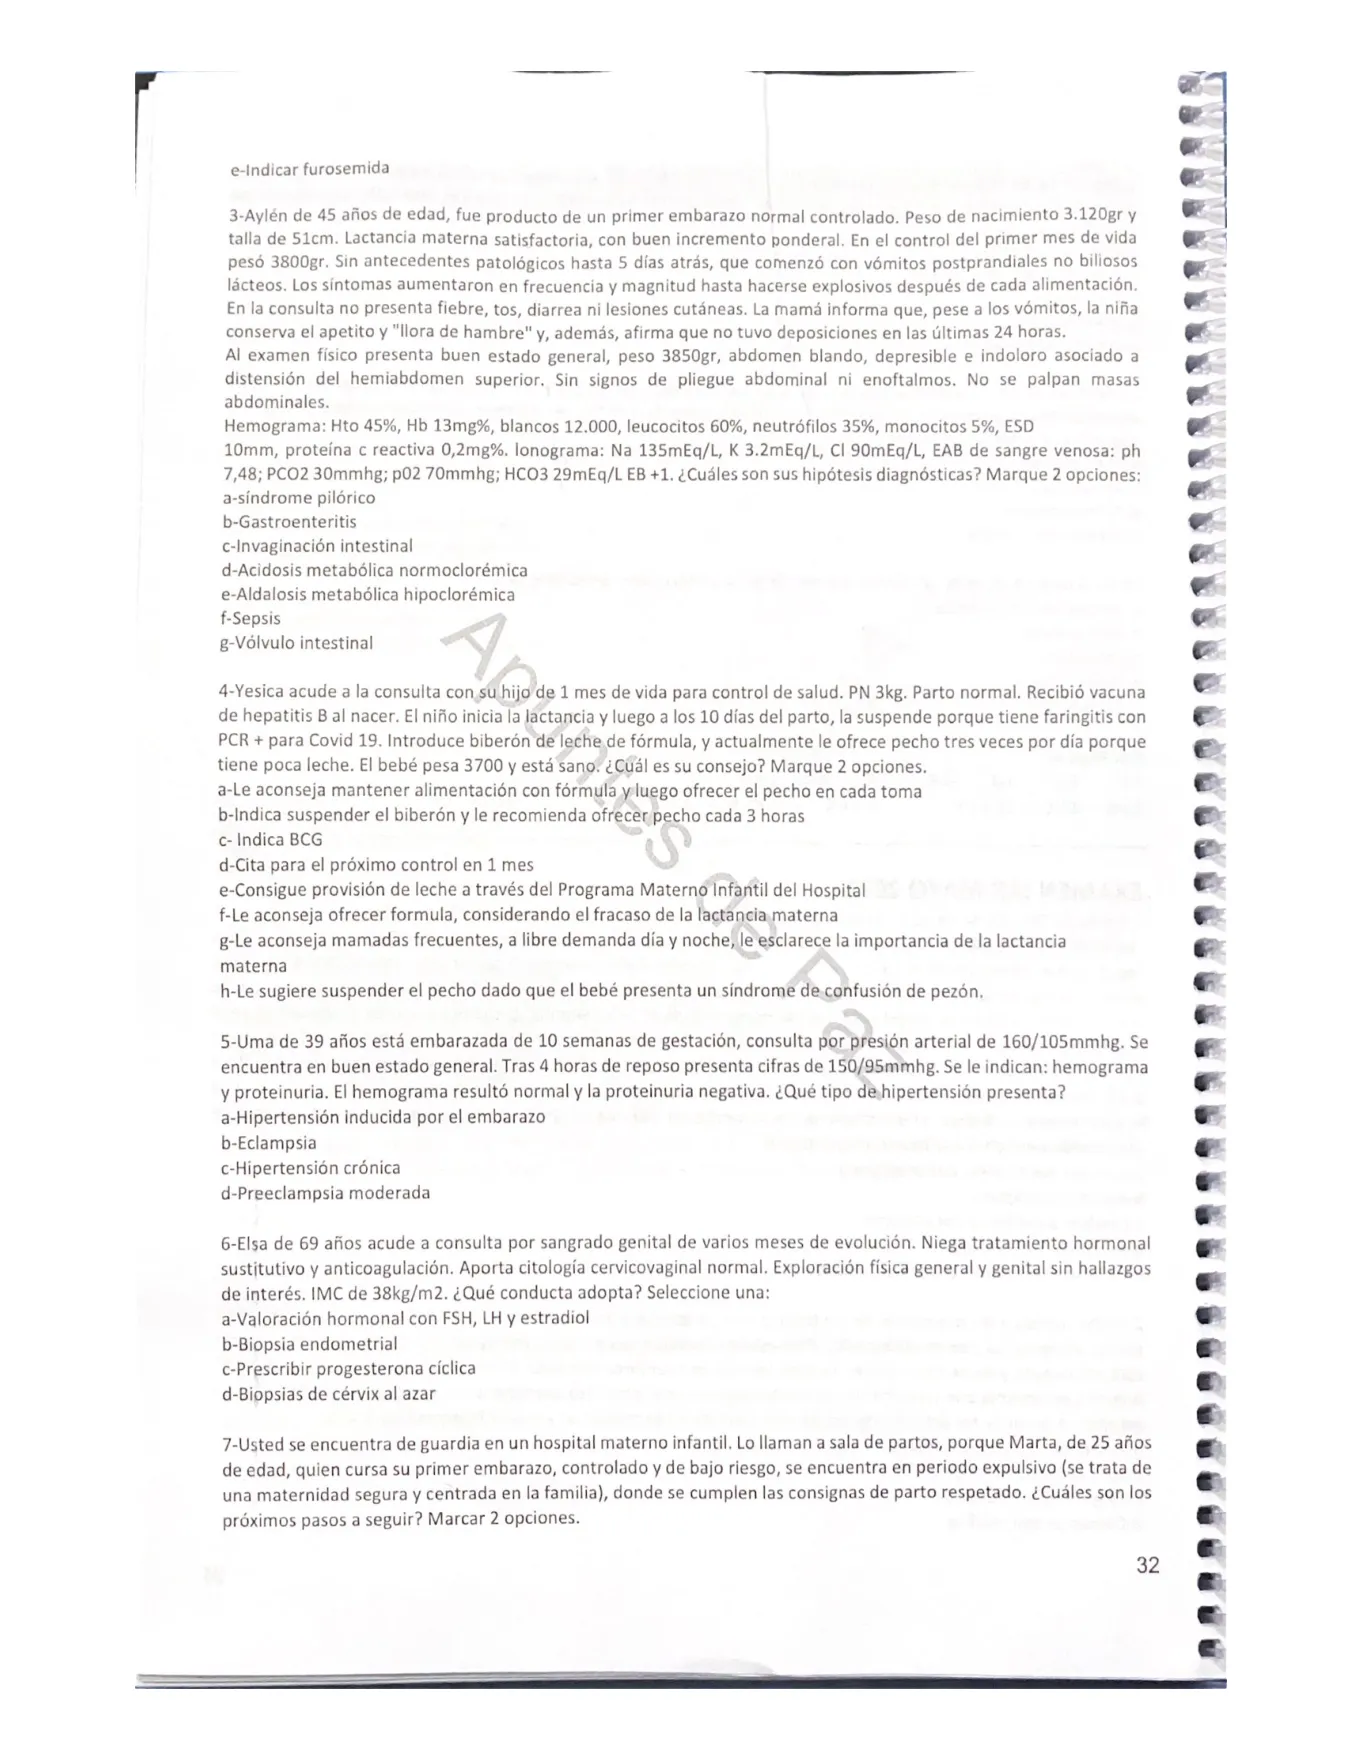 e-Indicar furosemida
3-Aylén de 45 años de edad, fue producto de un primer embarazo normal controlado. Peso de nacimiento 3.120gr y
talla de 51cm. Lactancia materna satisfactoria, con buen incremento ponderal. En el control del primer mes de vida
pesó 3800gr. Sin antecedentes patológicos hasta 5 días atrás, que comenzó con vómitos postprandiales no biliosos
lácteos. Los síntomas aumentaron en frecuencia y magnitud hasta hacerse explosivos después de cada alimentación.
En la consulta no presenta fiebre, tos, diarrea ni lesiones cutáneas. La mamá informa que, pese a los vómitos, la niña
conserva el apetito y "llora de hambre" y, además, afirma que no tuvo deposiciones en las últimas 24 horas.
Al examen físico presenta buen estado general, peso 3850gr, abdomen blando, depresible e indoloro asociado a
distensión del hemiabdomen superior. Sin signos de pliegue abdominal ni enoftalmos. No se palpan masas
abdominales.
Hemograma: Hto 45%, Hb 13mg%, blancos 12.000, leucocitos 60%, neutrófilos 35%, monocitos 5%, ESD
10mm, proteína c reactiva 0,2mg%. Ionograma: Na 135mEq/L, K 3.2mEq/L, Cl 90mEq/L, EAB de sangre venosa: ph
7,48; PCO2 30mmhg; p02 70mmhg; HCO3 29mEq/L EB +1. ¿Cuáles son sus hipótesis diagnósticas? Marque 2 opciones:
a-síndrome pilórico
b-Gastroenteritis
c-Invaginación intestinal
d-Acidosis metabólica normoclorémica
e-Aldalosis metabólica hipoclorémica
f-Sepsis
g-Vólvulo intestinal
4-Yesica acude a la consulta con su hijo de 1 mes de vida para control de salud. PN 3kg. Parto normal. Recibió vacuna
de hepatitis B al nacer. El niño inicia la lactancia y luego a los 10 días del parto, la suspende porque tiene faringitis con
PCR + para Covid 19. Introduce biberón de leche de fórmula, y actualmente le ofrece pecho tres veces por día porque
tiene poca leche. El bebé pesa 3700 y está sano. ¿Cuál es su consejo? Marque 2 opciones.
a-Le aconseja mantener alimentación con fórmula y luego ofrecer el pecho en cada toma
b-Indica suspender el biberón y le recomienda ofrecer pecho cada 3 horas
c- Indica BCG
d-Cita para el próximo control en 1 mes
e-Consigue provisión de leche a través del Programa Materno Infantil del Hospital
f-Le aconseja ofrecer formula, considerando el fracaso de la lactancia materna
g-Le aconseja mamadas frecuentes, a libre demanda día y noche, le esclarece la importancia de la lactancia
materna
h-Le sugiere suspender el pecho dado que el bebé presenta un síndrome de confusión de pezón.
5-Uma de 39 años está embarazada de 10 semanas de gestación, consulta por presión arterial de 160/105mmhg. Se
encuentra en buen estado general. Tras 4 horas de reposo presenta cifras de 150/95mmhg. Se le indican: hemograma
y proteinuria. El hemograma resultó normal y la proteinuria negativa. ¿Qué tipo de hipertensión presenta?
a-Hipertensión inducida por el embarazo
b-Eclampsia
c-Hipertensión crónica
d-Preeclampsia moderada
6-Elsa de 69 años acude a consulta por sangrado genital de varios meses de evolución. Niega tratamiento hormonal
sustitutivo y anticoagulación. Aporta citología cervicovaginal normal. Exploración física general y genital sin hallazgos
de interés. IMC de 38kg/m2. ¿Qué conducta adopta? Seleccione una:
a-Valoración hormonal con FSH, LH y estradiol
b-Biopsia endometrial
c-Prescribir progesterona cíclica
d-Biopsias de cérvix al azar
7-Usted se encuentra de guardia en un hospital materno infantil. Lo llaman a sala de partos, porque Marta, de 25 años
de edad, quien cursa su primer embarazo, controlado y de bajo riesgo, se encuentra en periodo expulsivo (se trata de
una maternidad segura y centrada en la familia), donde se cumplen las consignas de parto respetado. ¿Cuáles son los
próximos pasos a seguir? Marcar 2 opciones.
32
Apuntes de Paz